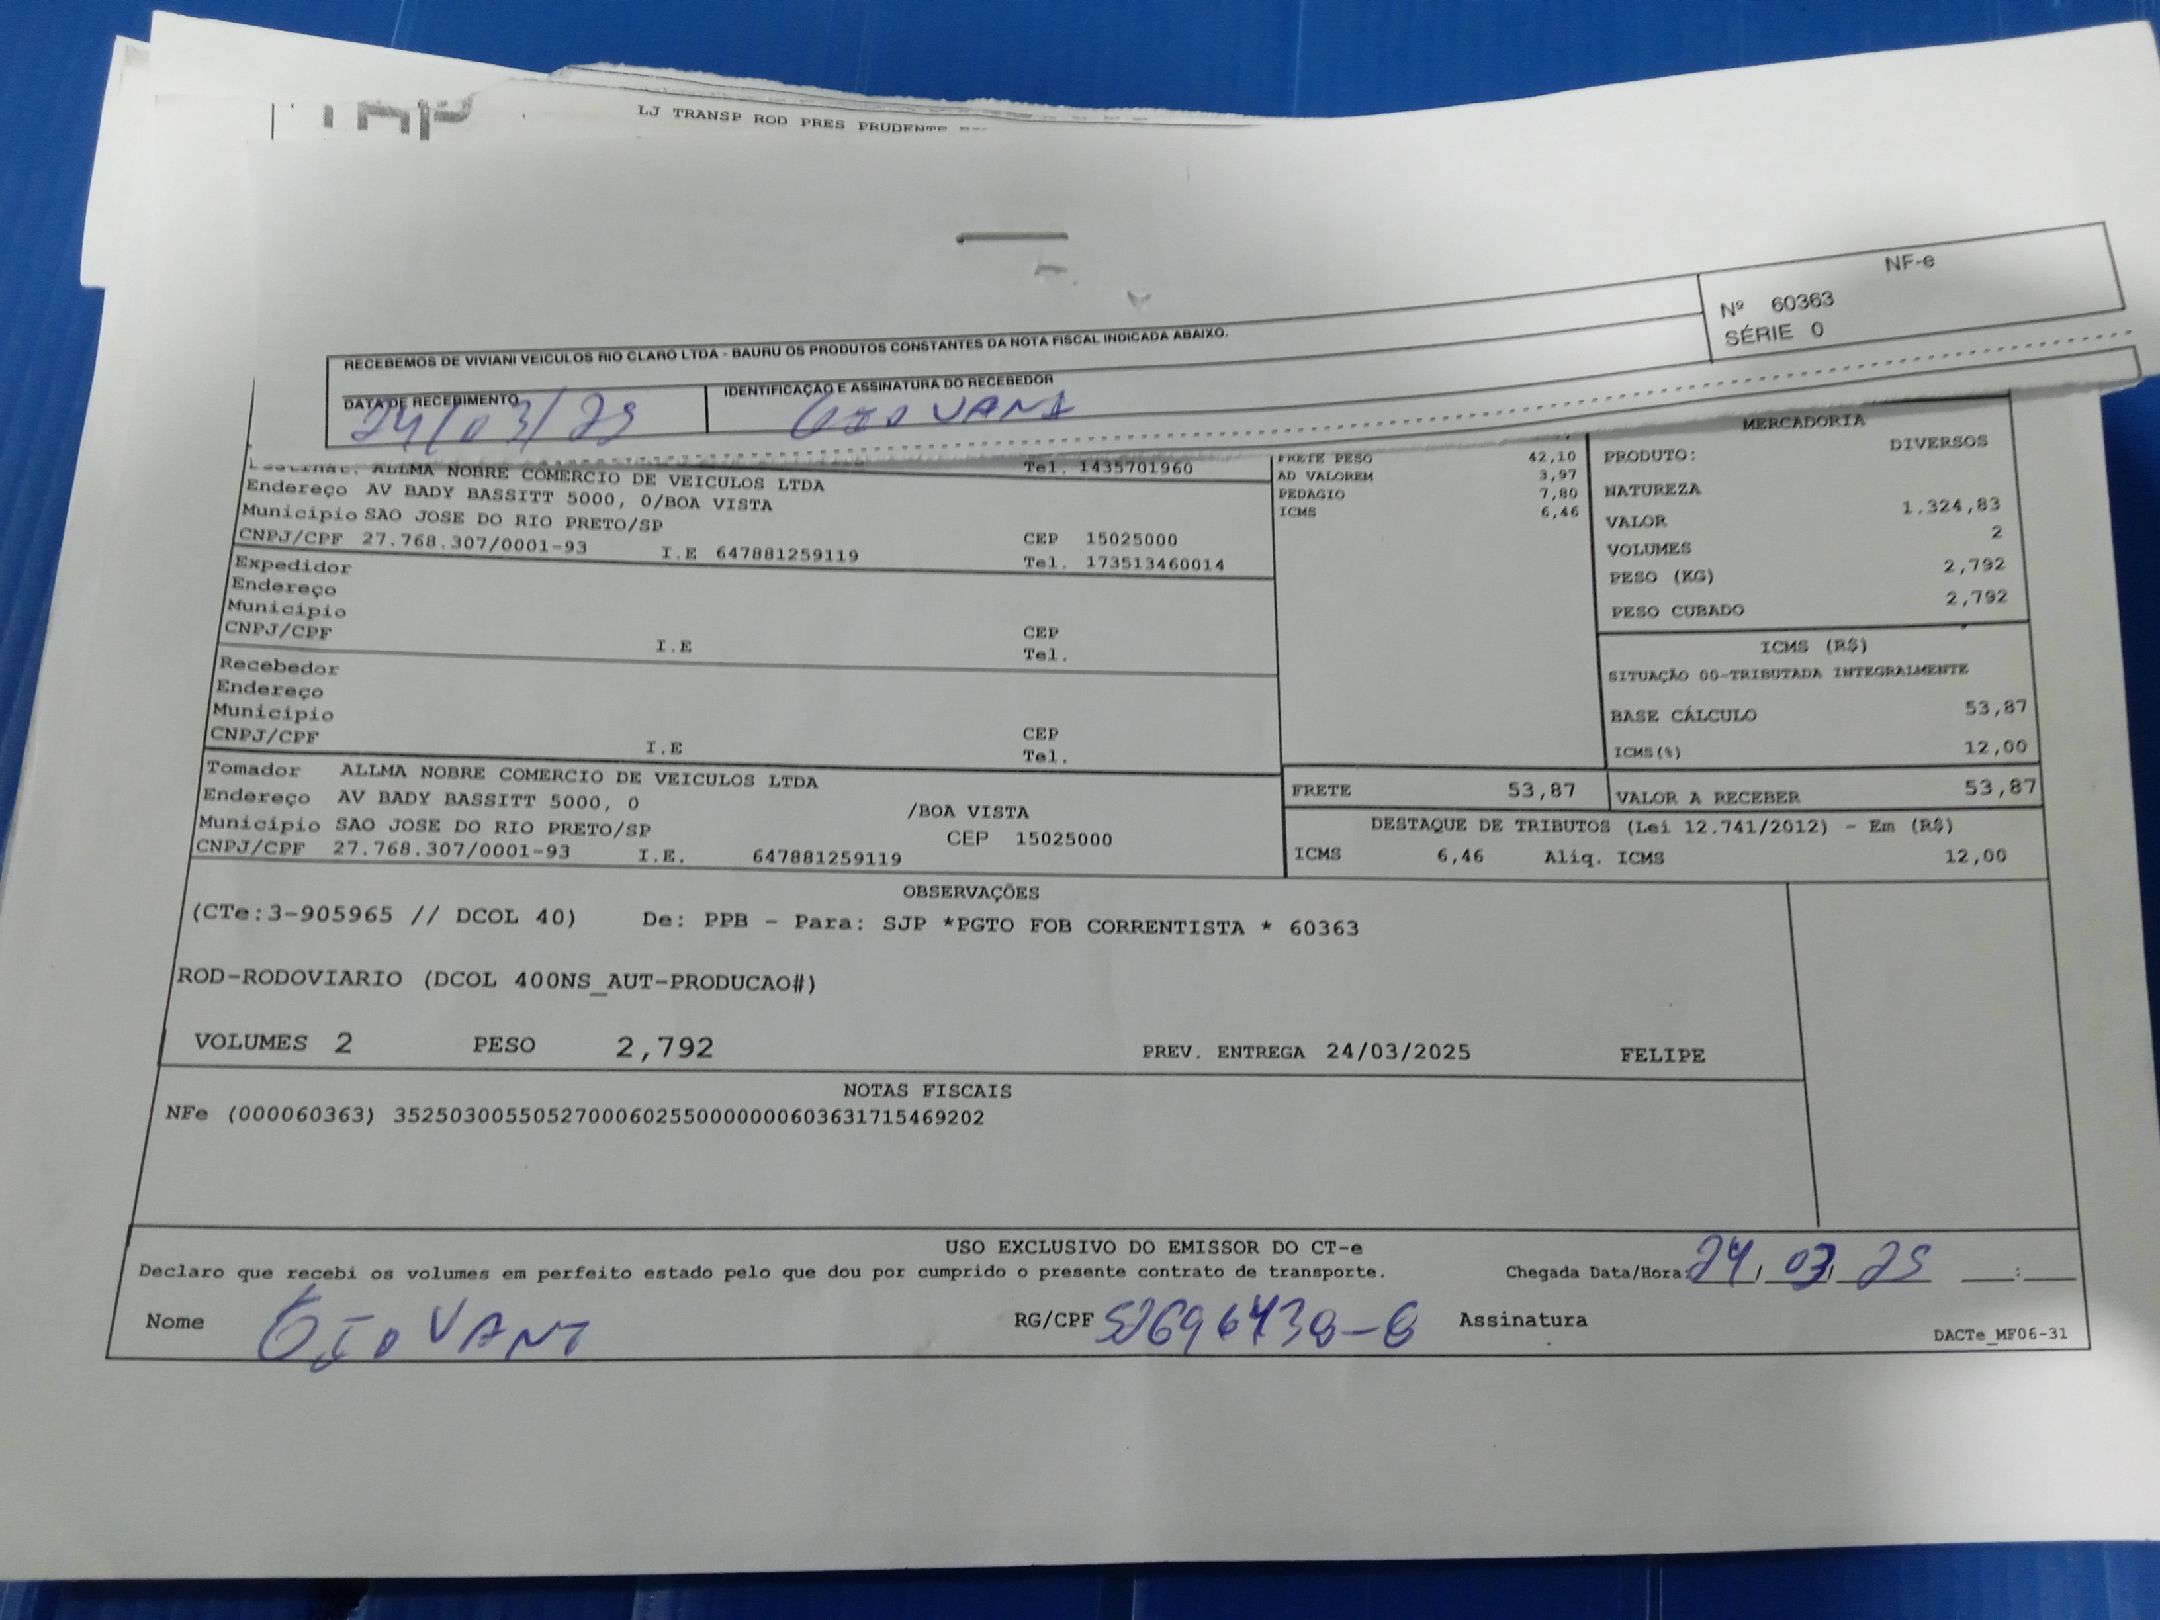 LJ TRANSP ROD PRES PRUDENTE
NF-e
Nº 60363
SÉRIE 0
RECEBEMOS DE VIVIANI VEICULOS RIO CLARO LTDA - BAURU OS PRODUTOS CONSTANTES DA NOTA FISCAL INDICADA ABAIXO.
DATA DE RECEBIMENTO IDENTIFICAÇÃO E ASSINATURA DO RECEBEDOR
24/03/25 GIOVANI
Destinat. ALLMA NOBRE COMERCIO DE VEICULOS LTDA Tel. 1435701960
Endereço AV BADY BASSITT 5000, 0/BOA VISTA
Município SAO JOSE DO RIO PRETO/SP CEP 15025000
CNPJ/CPF 27.768.307/0001-93 I.E 647881259119 Tel. 173513460014
Expedidor
Endereço
Município CEP
CNPJ/CPF I.E Tel.
Recebedor
Endereço
Município CEP
CNPJ/CPF I.E Tel.
Tomador ALLMA NOBRE COMERCIO DE VEICULOS LTDA
Endereço AV BADY BASSITT 5000, 0 /BOA VISTA
Município SAO JOSE DO RIO PRETO/SP CEP 15025000
CNPJ/CPF 27.768.307/0001-93 I.E. 647881259119
FRETE PESO 42,10
AD VALOREM 3,97
PEDAGIO 7,80
ICMS 6,46
FRETE 53,87
MERCADORIA
PRODUTO: DIVERSOS
NATUREZA
VALOR 1.324,83
VOLUMES 2
PESO (KG) 2,792
PESO CUBADO 2,792
ICMS (R$)
SITUAÇÃO 00-TRIBUTADA INTEGRALMENTE
BASE CÁLCULO 53,87
ICMS(%) 12,00
VALOR A RECEBER 53,87
DESTAQUE DE TRIBUTOS (Lei 12.741/2012) - Em (R$)
ICMS 6,46 Aliq. ICMS 12,00
OBSERVAÇÕES
(CTe:3-905965 // DCOL 40) De: PPB - Para: SJP *PGTO FOB CORRENTISTA * 60363
ROD-RODOVIARIO (DCOL 400NS_AUT-PRODUCAO#)
VOLUMES 2 PESO 2,792 PREV. ENTREGA 24/03/2025 FELIPE
NOTAS FISCAIS
NFe (000060363) 35250300550527000602550000000603631715469202
USO EXCLUSIVO DO EMISSOR DO CT-e
Declaro que recebi os volumes em perfeito estado pelo que dou por cumprido o presente contrato de transporte. Chegada Data/Hora: 24/03/25 __:__
Nome GIOVANI RG/CPF Assinatura
DACTe_MF06-31